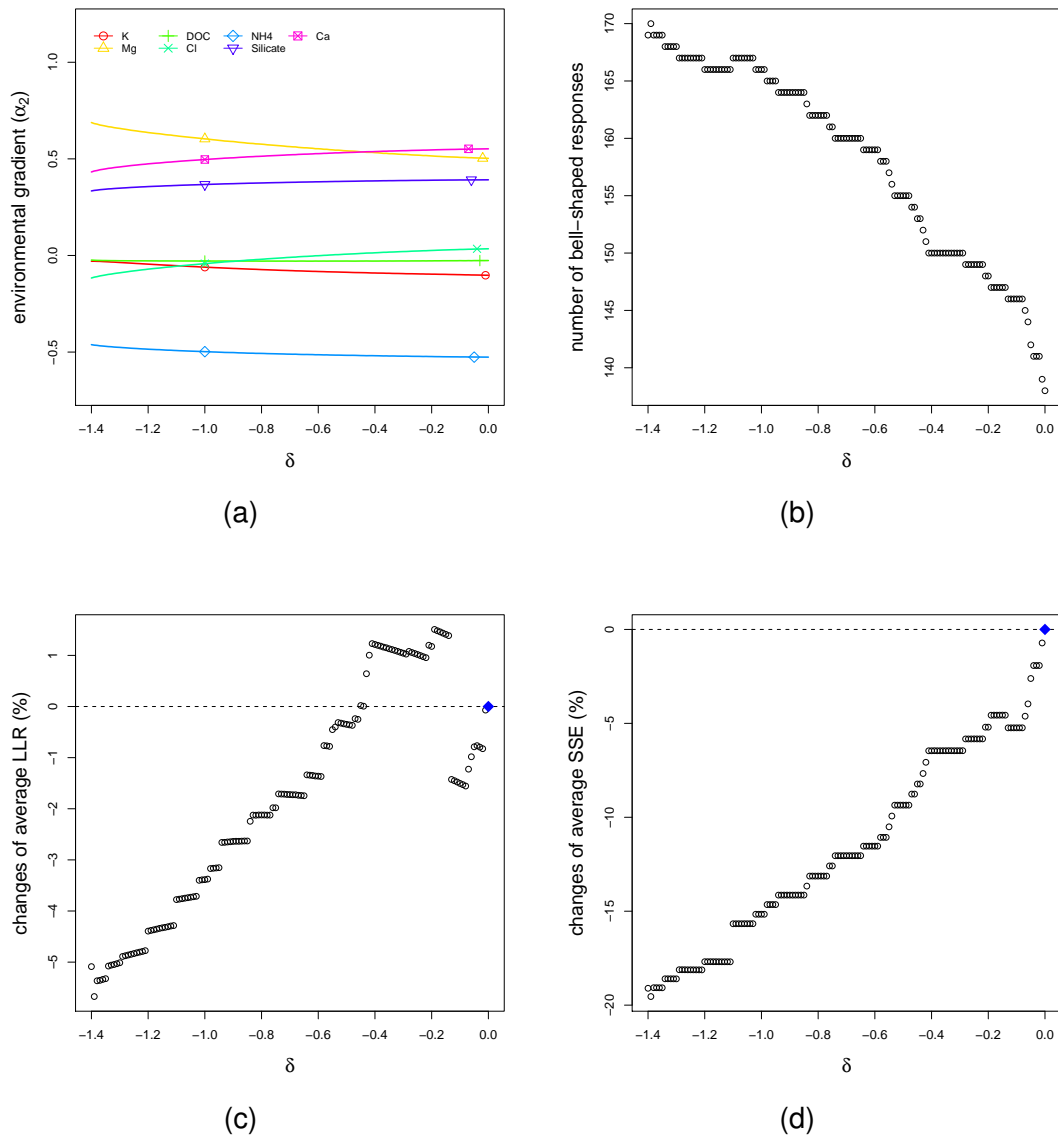 K DOC NH4 Ca
Mg Cl Silicate
environmental gradient (α₂)
1.0
0.5
0.0
−0.5
−1.4 −1.2 −1.0 −0.8 −0.6 −0.4 −0.2 0.0
δ
(a)
number of bell−shaped responses
170
165
160
155
150
145
140
−1.4 −1.2 −1.0 −0.8 −0.6 −0.4 −0.2 0.0
δ
(b)
changes of average LLR (%)
1
0
-1
-2
-3
-4
-5
−1.4 −1.2 −1.0 −0.8 −0.6 −0.4 −0.2 0.0
δ
(c)
changes of average SSE (%)
0
-5
-10
-15
-20
−1.4 −1.2 −1.0 −0.8 −0.6 −0.4 −0.2 0.0
δ
(d)